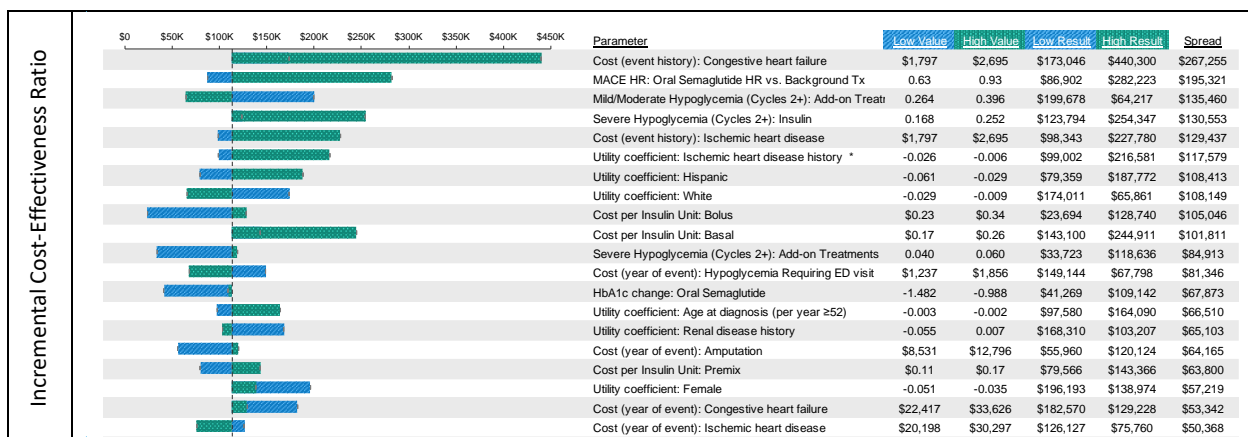 Incremental Cost-Effectiveness Ratio
$0 $50K $100K $150K $200K $250K $300K $350K $400K $450K
Parameter Low Value High Value Low Result High Result Spread
Cost (event history): Congestive heart failure $1,797 $2,695 $173,046 $440,300 $267,255
MACE HR: Oral Semaglutide HR vs. Background Tx 0.63 0.93 $86,902 $282,223 $195,321
Mild/Moderate Hypoglycemia (Cycles 2+): Add-on Treatr 0.264 0.396 $199,678 $64,217 $135,460
Severe Hypoglycemia (Cycles 2+): Insulin 0.168 0.252 $123,794 $254,347 $130,553
Cost (event history): Ischemic heart disease $1,797 $2,695 $98,343 $227,780 $129,437
Utility coefficient: Ischemic heart disease history * -0.026 -0.006 $99,002 $216,581 $117,579
Utility coefficient: Hispanic -0.061 -0.029 $79,359 $187,772 $108,413
Utility coefficient: White -0.029 -0.009 $174,011 $65,861 $108,149
Cost per Insulin Unit: Bolus $0.23 $0.34 $23,694 $128,740 $105,046
Cost per Insulin Unit: Basal $0.17 $0.26 $143,100 $244,911 $101,811
Severe Hypoglycemia (Cycles 2+): Add-on Treatments 0.040 0.060 $33,723 $118,636 $84,913
Cost (year of event): Hypoglycemia Requiring ED visit $1,237 $1,856 $149,144 $67,798 $81,346
HbA1c change: Oral Semaglutide -1.482 -0.988 $41,269 $109,142 $67,873
Utility coefficient: Age at diagnosis (per year ≥52) -0.003 -0.002 $97,580 $164,090 $66,510
Utility coefficient: Renal disease history -0.055 0.007 $168,310 $103,207 $65,103
Cost (year of event): Amputation $8,531 $12,796 $55,960 $120,124 $64,165
Cost per Insulin Unit: Premix $0.11 $0.17 $79,566 $143,366 $63,800
Utility coefficient: Female -0.051 -0.035 $196,193 $138,974 $57,219
Cost (year of event): Congestive heart failure $22,417 $33,626 $182,570 $129,228 $53,342
Cost (year of event): Ischemic heart disease $20,198 $30,297 $126,127 $75,760 $50,368